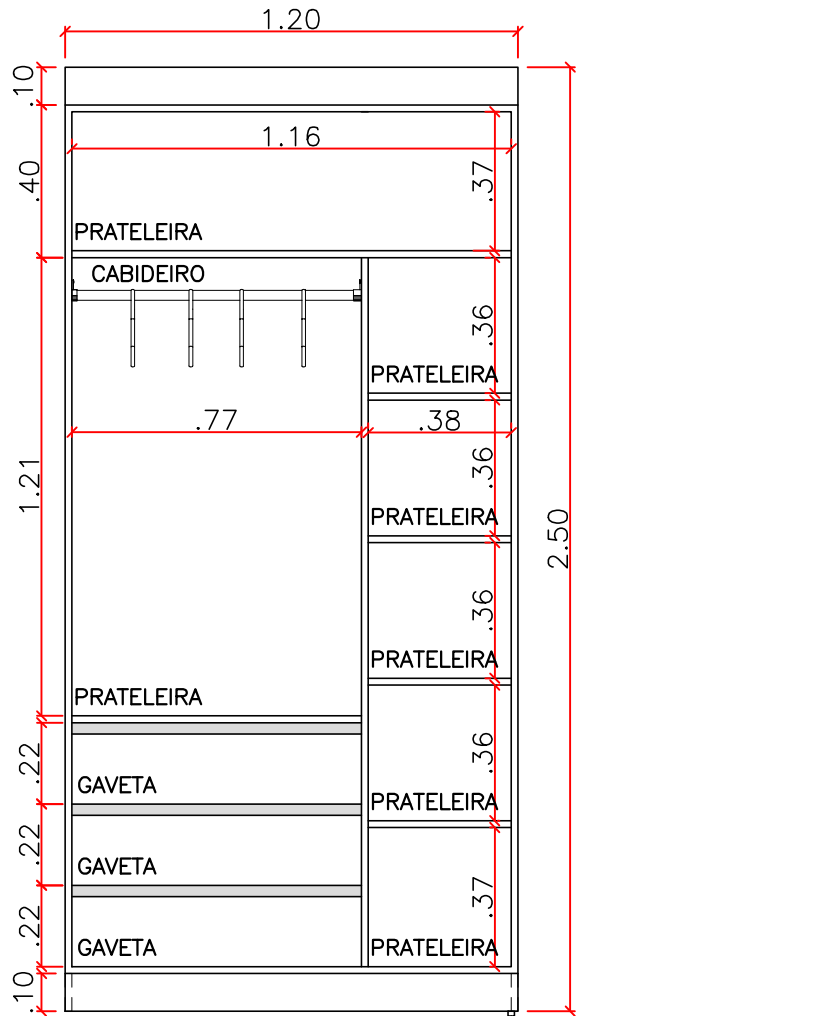 1.20
.10
1.16
.40
.37
PRATELEIRA
CABIDEIRO
.36
PRATELEIRA
.77
.38
1.21
.36
PRATELEIRA
2.50
.36
PRATELEIRA
PRATELEIRA
.22
.36
GAVETA
PRATELEIRA
.22
GAVETA
.37
.22
GAVETA
PRATELEIRA
.10